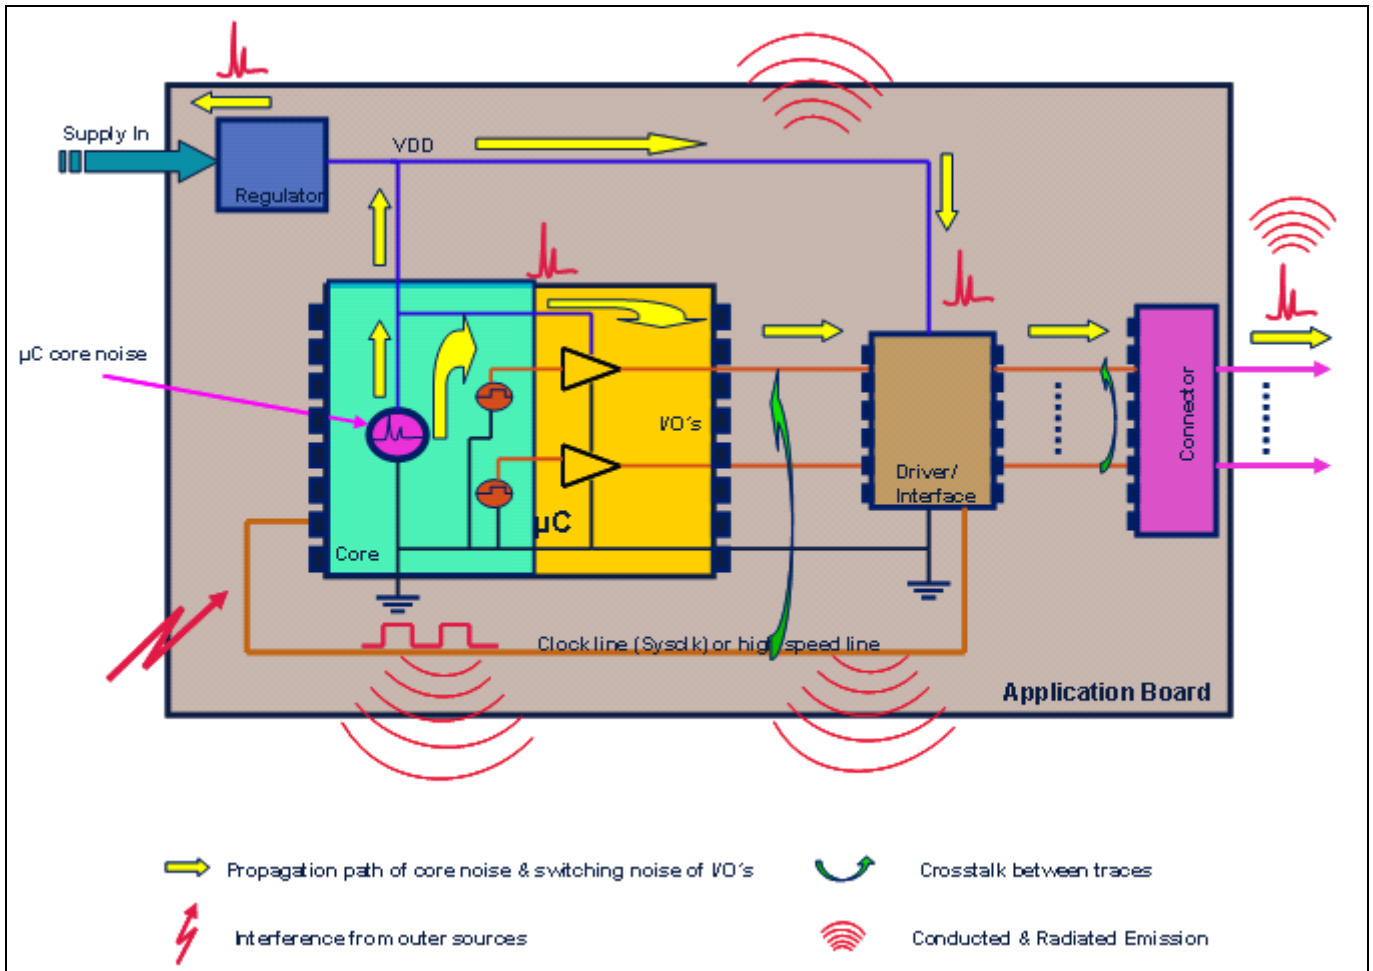 Supply In
VDD
Regulator
µC core noise
I/O's
Connector
Driver/
Interface
µC
Core
Clock line (Sysclk) or high speed line
Application Board
Propagation path of core noise & switching noise of I/O's
Crosstalk between traces
Interference from outer sources
Conducted & Radiated Emission